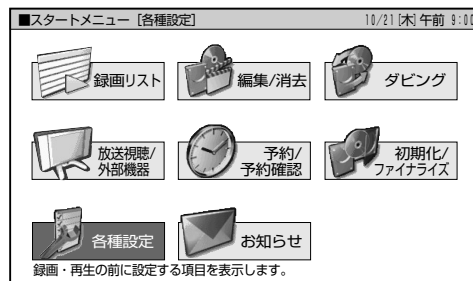 ■スタートメニュー [各種設定] 10/21[木]午前 9:00
録画リスト 編集/消去 ダビング
放送視聴/
外部機器
予約/
予約確認
初期化/
ファイナライズ
各種設定 お知らせ
録画・再生の前に設定する項目を表示します。